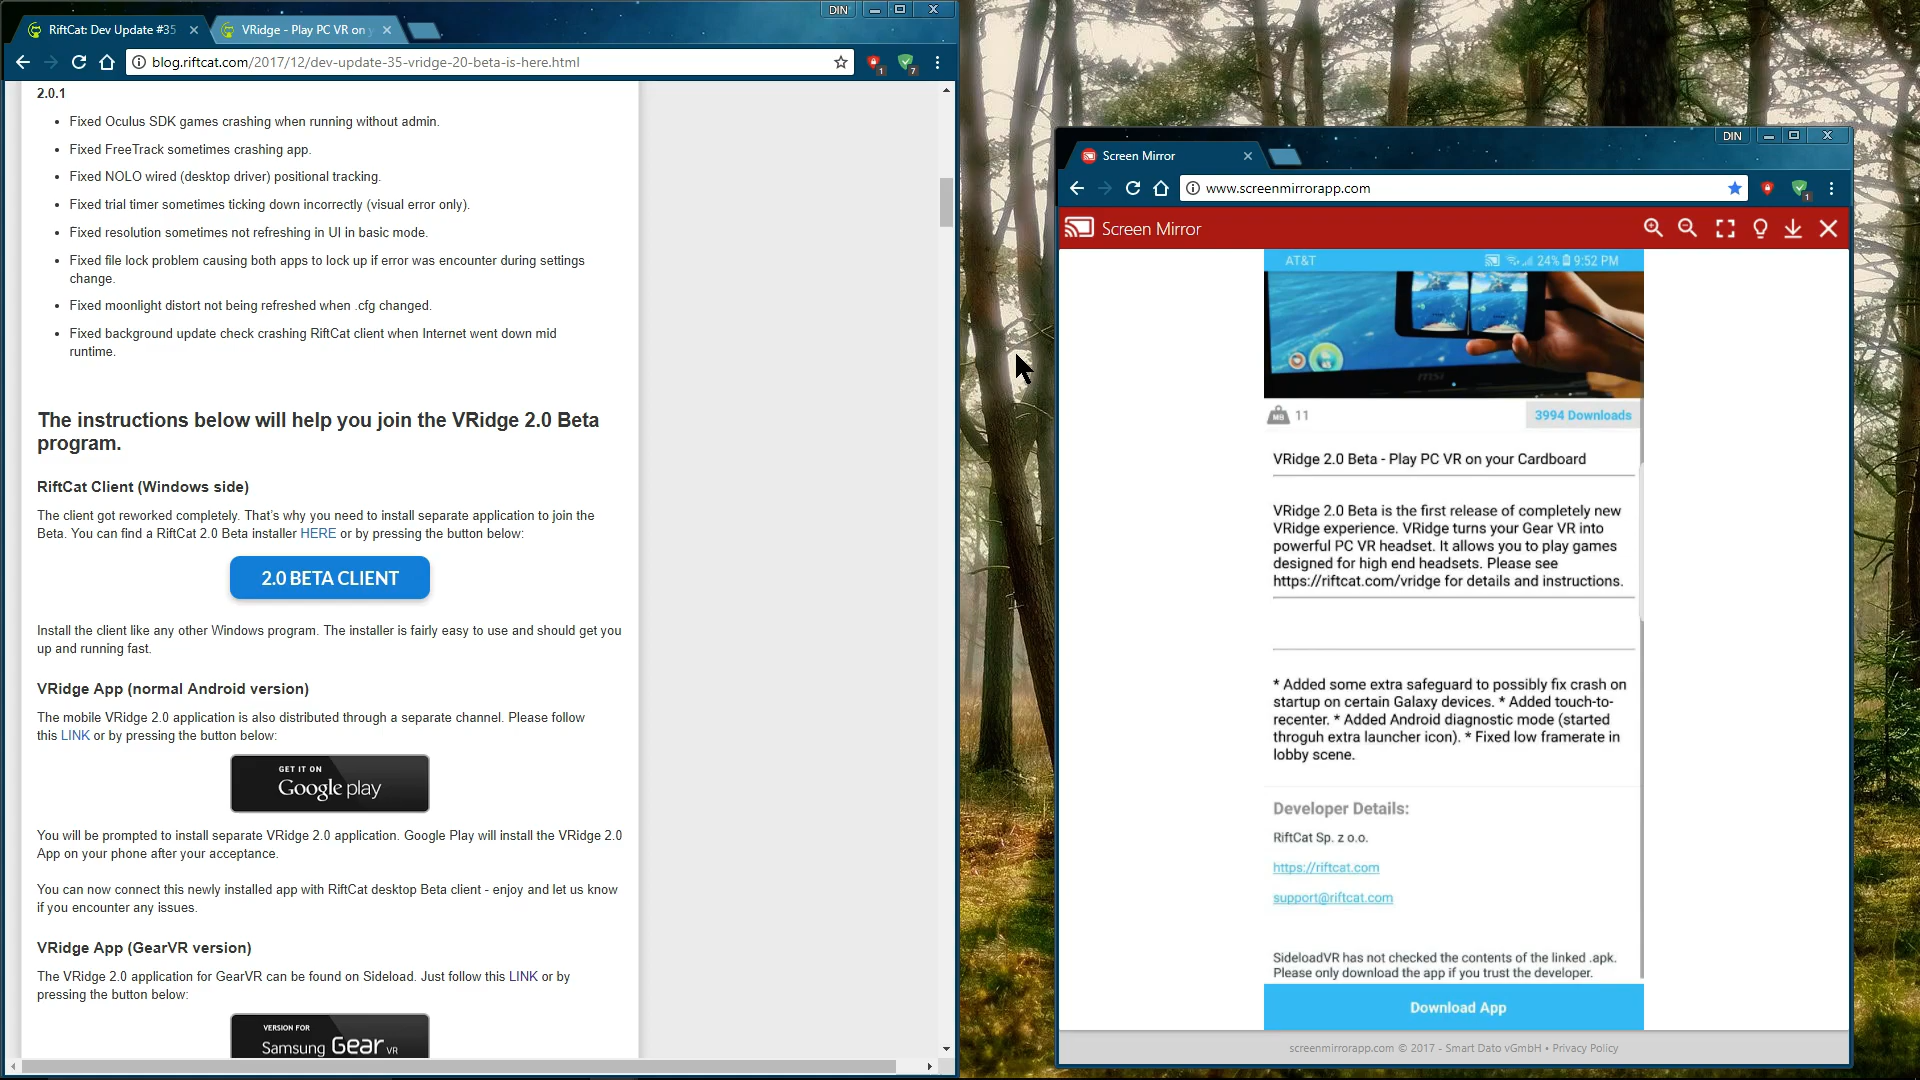 DIN
RiftCat: Dev Update #35
VRidge - Play PC VR on
blog.riftcat.com/2017/12/dev-update-35-vridge-20-beta-is-here.html
1
7
2.0.1
Fixed Oculus SDK games crashing when running without admin.
Fixed FreeTrack sometimes crashing app.
Fixed NOLO wired (desktop driver) positional tracking.
Fixed trial timer sometimes ticking down incorrectly (visual error only).
Fixed resolution sometimes not refreshing in UI in basic mode.
Fixed file lock problem causing both apps to lock up if error was encounter during settings
change.
Fixed moonlight distort not being refreshed when .cfg changed.
Fixed background update check crashing RiftCat client when Internet went down mid
runtime.
The instructions below will help you join the VRidge 2.0 Beta
program.
RiftCat Client (Windows side)
The client got reworked completely. That's why you need to install separate application to join the
Beta. You can find a RiftCat 2.0 Beta installer HERE or by pressing the button below:
2.0 BETA CLIENT
Install the client like any other Windows program. The installer is fairly easy to use and should get you
up and running fast.
VRidge App (normal Android version)
The mobile VRidge 2.0 application is also distributed through a separate channel. Please follow
this LINK or by pressing the button below:
GET IT ON
Google play
You will be prompted to install separate VRidge 2.0 application. Google Play will install the VRidge 2.0
App on your phone after your acceptance.
You can now connect this newly installed app with RiftCat desktop Beta client - enjoy and let us know
if you encounter any issues.
VRidge App (GearVR version)
The VRidge 2.0 application for GearVR can be found on Sideload. Just follow this LINK or by
pressing the button below:
VERSION FOR
Samsung Gear VR
DIN
Screen Mirror
www.screenmirrorapp.com
1
Screen Mirror
AT&T 24% 9:52 PM
msi
MB 11
3994 Downloads
VRidge 2.0 Beta - Play PC VR on your Cardboard
VRidge 2.0 Beta is the first release of completely new
VRidge experience. VRidge turns your Gear VR into
powerful PC VR headset. It allows you to play games
designed for high end headsets. Please see
https://riftcat.com/vridge for details and instructions.
* Added some extra safeguard to possibly fix crash on
startup on certain Galaxy devices. * Added touch-to-
recenter. * Added Android diagnostic mode (started
throguh extra launcher icon). * Fixed low framerate in
lobby scene.
Developer Details:
RiftCat Sp. z o.o.
https://riftcat.com
support@riftcat.com
SideloadVR has not checked the contents of the linked .apk.
Please only download the app if you trust the developer.
Download App
screenmirrorapp.com © 2017 - Smart Dato vGmbH • Privacy Policy